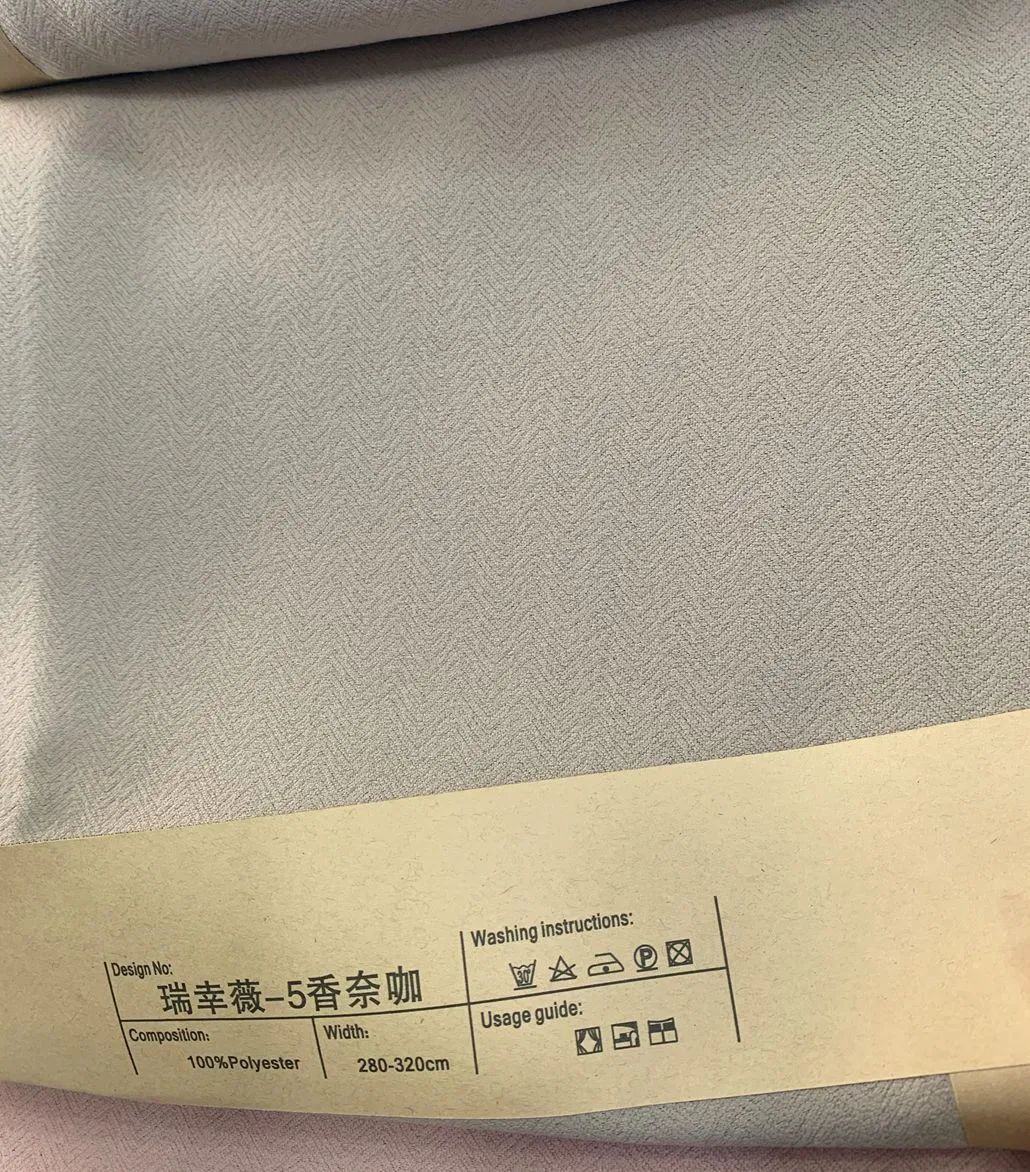 Design No:
瑞幸薇-5香奈咖
Composition:
100%Polyester
Width:
280-320cm
Washing instructions:
30°
P
Usage guide: